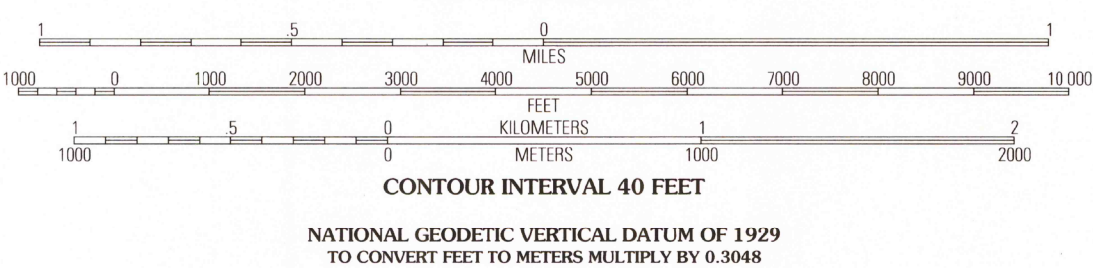 1 .5 0 1
MILES
1000 0 1000 2000 3000 4000 5000 6000 7000 8000 9000 10 000
FEET
1 .5 0 KILOMETERS 1 2
1000 0 METERS 1000 2000
CONTOUR INTERVAL 40 FEET
NATIONAL GEODETIC VERTICAL DATUM OF 1929
TO CONVERT FEET TO METERS MULTIPLY BY 0.3048